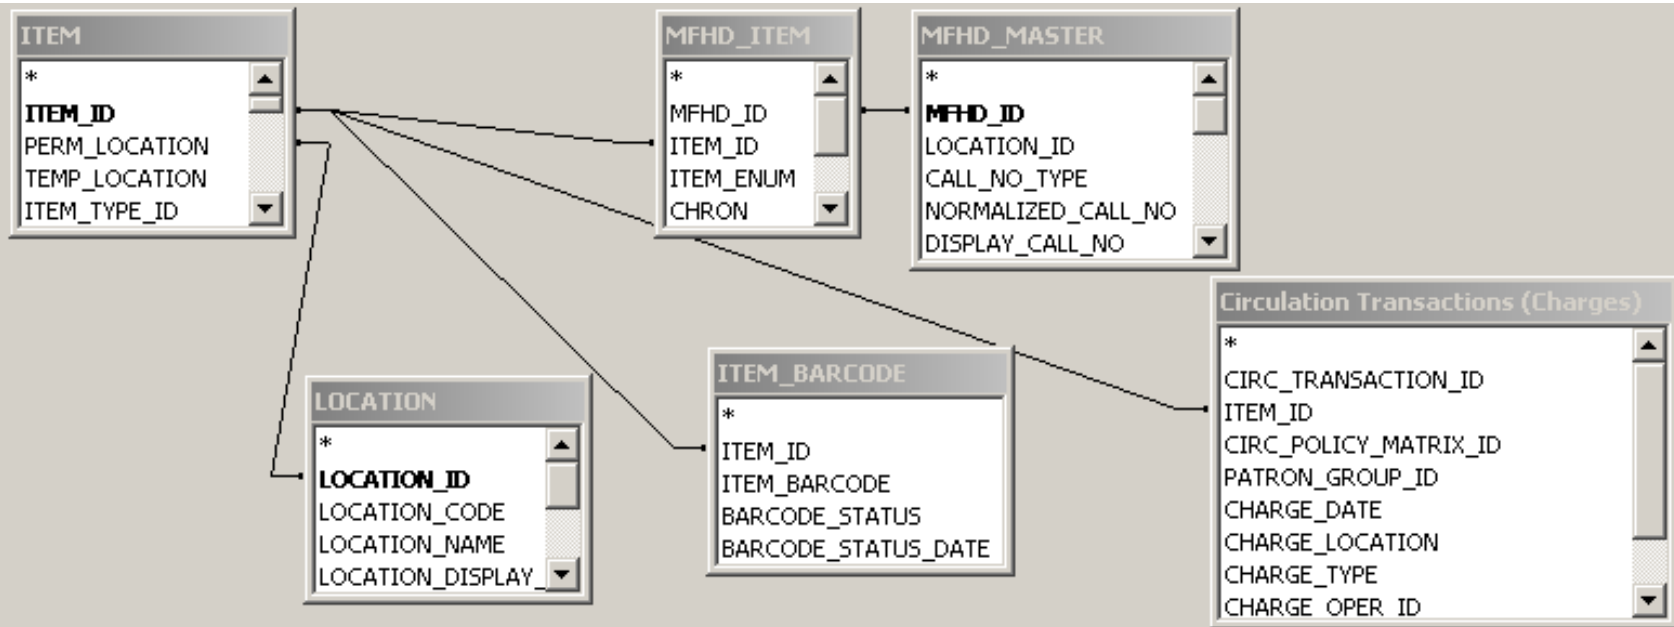 ITEM
*
ITEM_ID
PERM_LOCATION
TEMP_LOCATION
ITEM_TYPE_ID
MFHD_ITEM
*
MFHD_ID
ITEM_ID
ITEM_ENUM
CHRON
MFHD_MASTER
*
MFHD_ID
LOCATION_ID
CALL_NO_TYPE
NORMALIZED_CALL_NO
DISPLAY_CALL_NO
LOCATION
*
LOCATION_ID
LOCATION_CODE
LOCATION_NAME
LOCATION_DISPLAY_
ITEM_BARCODE
*
ITEM_ID
ITEM_BARCODE
BARCODE_STATUS
BARCODE_STATUS_DATE
Circulation Transactions (Charges)
*
CIRC_TRANSACTION_ID
ITEM_ID
CIRC_POLICY_MATRIX_ID
PATRON_GROUP_ID
CHARGE_DATE
CHARGE_LOCATION
CHARGE_TYPE
CHARGE_OPER_ID